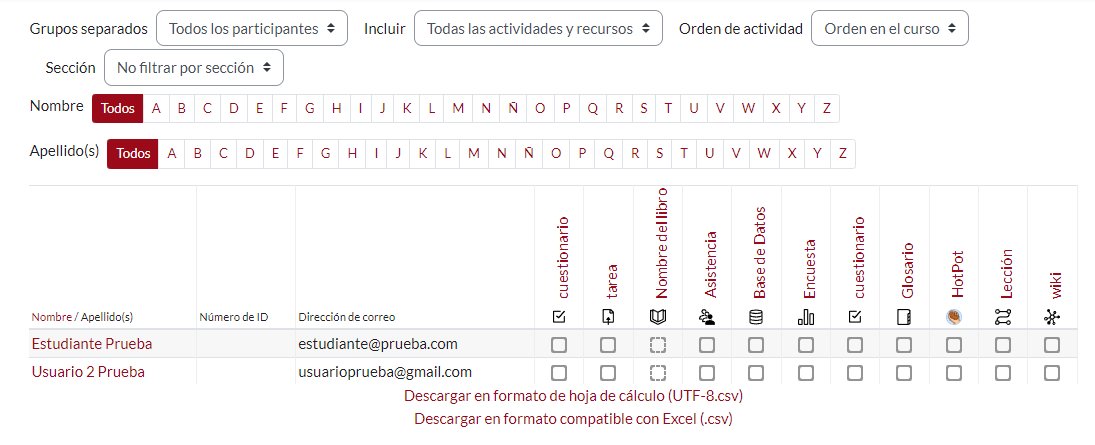 Grupos separados Todos los participantes Incluir Todas las actividades y recursos Orden de actividad Orden en el curso
Sección No filtrar por sección
Nombre Todos A B C D E F G H I J K L M N Ñ O P Q R S T U V W X Y Z
Apellido(s) Todos A B C D E F G H I J K L M N Ñ O P Q R S T U V W X Y Z
Nombre / Apellido(s) Número de ID Dirección de correo cuestionario tarea Nombre del libro Asistencia Base de Datos Encuesta cuestionario Glosario HotPot Lección wiki
Estudiante Prueba estudiante@prueba.com
Usuario 2 Prueba usuarioprueba@gmail.com
Descargar en formato de hoja de cálculo (UTF-8.csv)
Descargar en formato compatible con Excel (.csv)